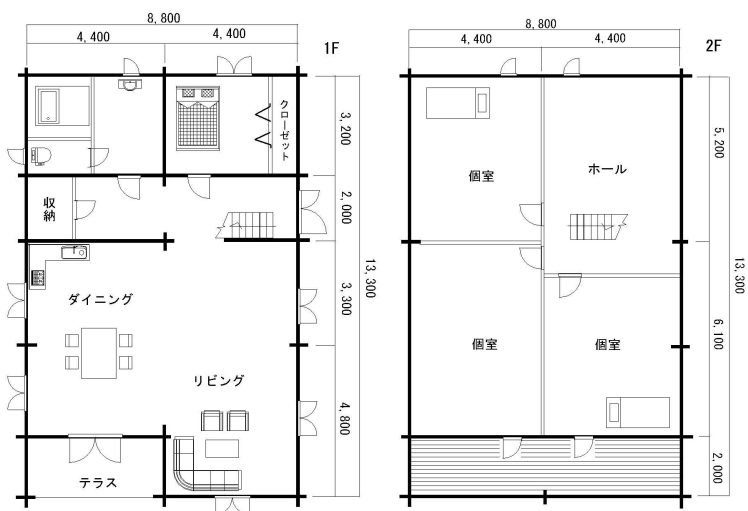 8,800
4,400
4,400
1F
クローゼット
3,200
収納
2,000
ダイニング
3,300
13,300
リビング
4,800
テラス
8,800
4,400
4,400
2F
個室
ホール
5,200
13,300
個室
個室
6,100
2,000